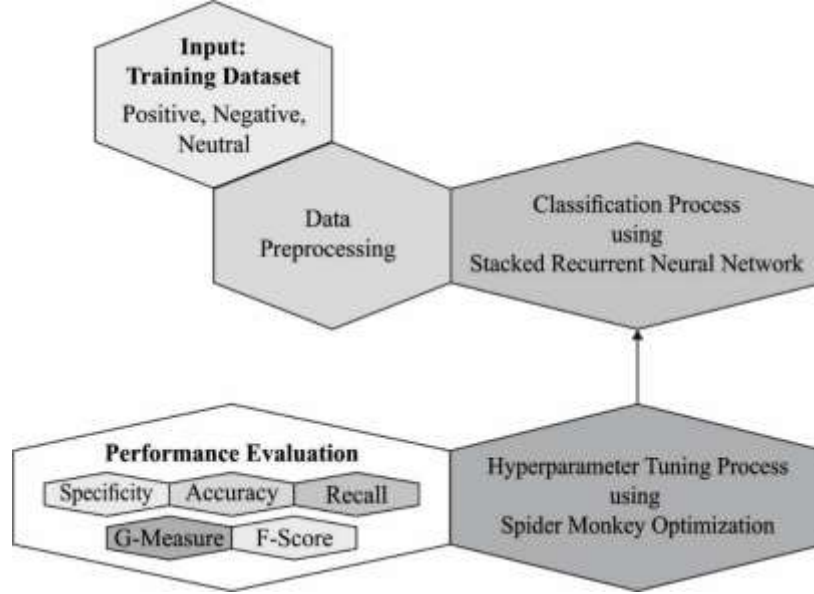 Input:
Training Dataset
Positive, Negative,
Neutral
Data
Preprocessing
Classification Process
using
Stacked Recurrent Neural Network
Performance Evaluation
Specificity
Accuracy
Recall
G-Measure
F-Score
Hyperparameter Tuning Process
using
Spider Monkey Optimization